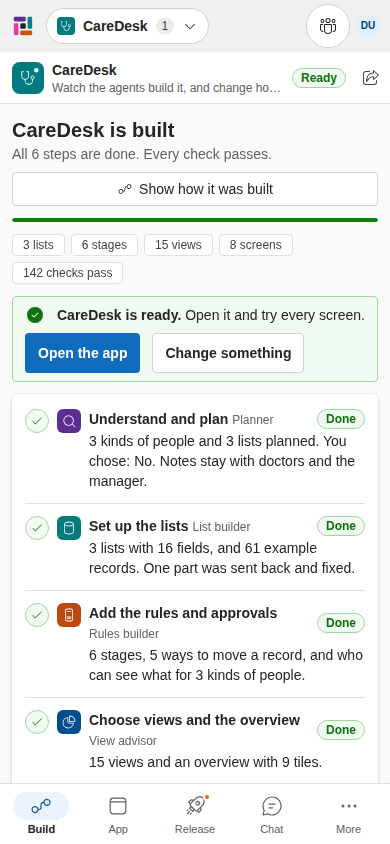 CareDesk 1
DU
CareDesk
Watch the agents build it, and change ho...
Ready
CareDesk is built
All 6 steps are done. Every check passes.
Show how it was built
3 lists
6 stages
15 views
8 screens
142 checks pass
CareDesk is ready. Open it and try every screen.
Open the app
Change something
Understand and plan Planner
Done
3 kinds of people and 3 lists planned. You
chose: No. Notes stay with doctors and the
manager.
Set up the lists List builder
Done
3 lists with 16 fields, and 61 example
records. One part was sent back and fixed.
Add the rules and approvals
Rules builder
Done
6 stages, 5 ways to move a record, and who
can see what for 3 kinds of people.
Choose views and the overview
View advisor
Done
15 views and an overview with 9 tiles.
Build
App
Release
Chat
More